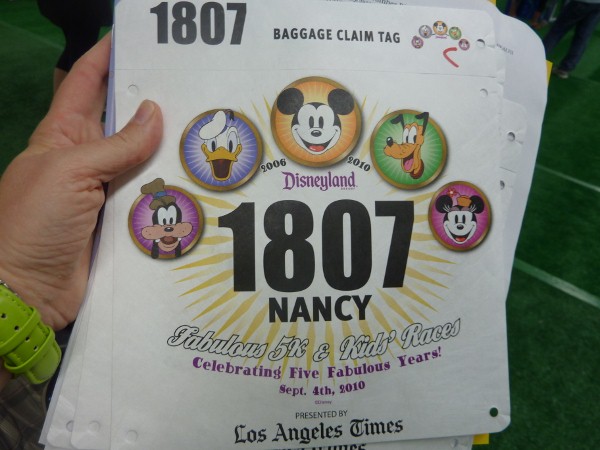 1807 BAGGAGE CLAIM TAG
2006 2010
Disneyland
1807
NANCY
Fabulous 5K & Kids' Races
Celebrating Five Fabulous Years!
Sept. 4th, 2010
PRESENTED BY
Los Angeles Times